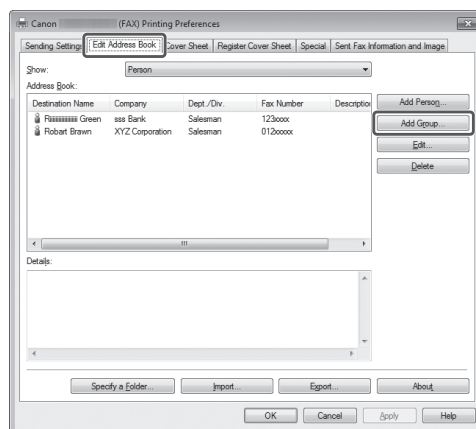 Canon (FAX) Printing Preferences
Sending Settings Edit Address Book Cover Sheet Register Cover Sheet Special Sent Fax Information and Image
Show: Person
Address Book:
Destination Name Company Dept./Div. Fax Number Description
Green sss Bank Salesman 123xxxx
Robart Brawn XYZ Corporation Salesman 012xxxxx
Add Person...
Add Group...
Edit...
Delete
Details:
Specify a Folder... Import... Export... About
OK Cancel Apply Help